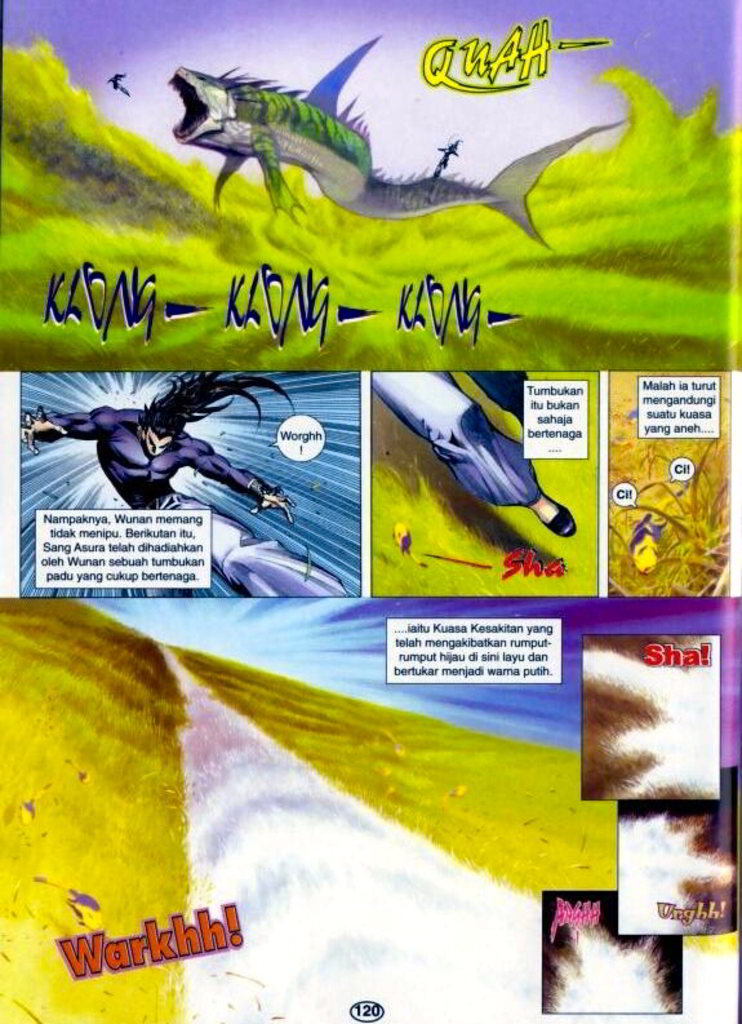 QUAH—
KLONG— KLONG— KLONG—
Worghh
!
Nampaknya, Wunan memang
tidak menipu. Berikutan itu,
Sang Asura telah dihadiahkan
oleh Wunan sebuah tumbukan
padu yang cukup bertenaga.
Tumbukan
itu bukan
sahaja
bertenaga
....
Sha
Malah ia turut
mengandungi
suatu kuasa
yang aneh....
Ci!
Ci!
....iaitu Kuasa Kesakitan yang
telah mengakibatkan rumput-
rumput hijau di sini layu dan
bertukar menjadi warna putih.
Sha!
Urghh!
Warkhh!
120